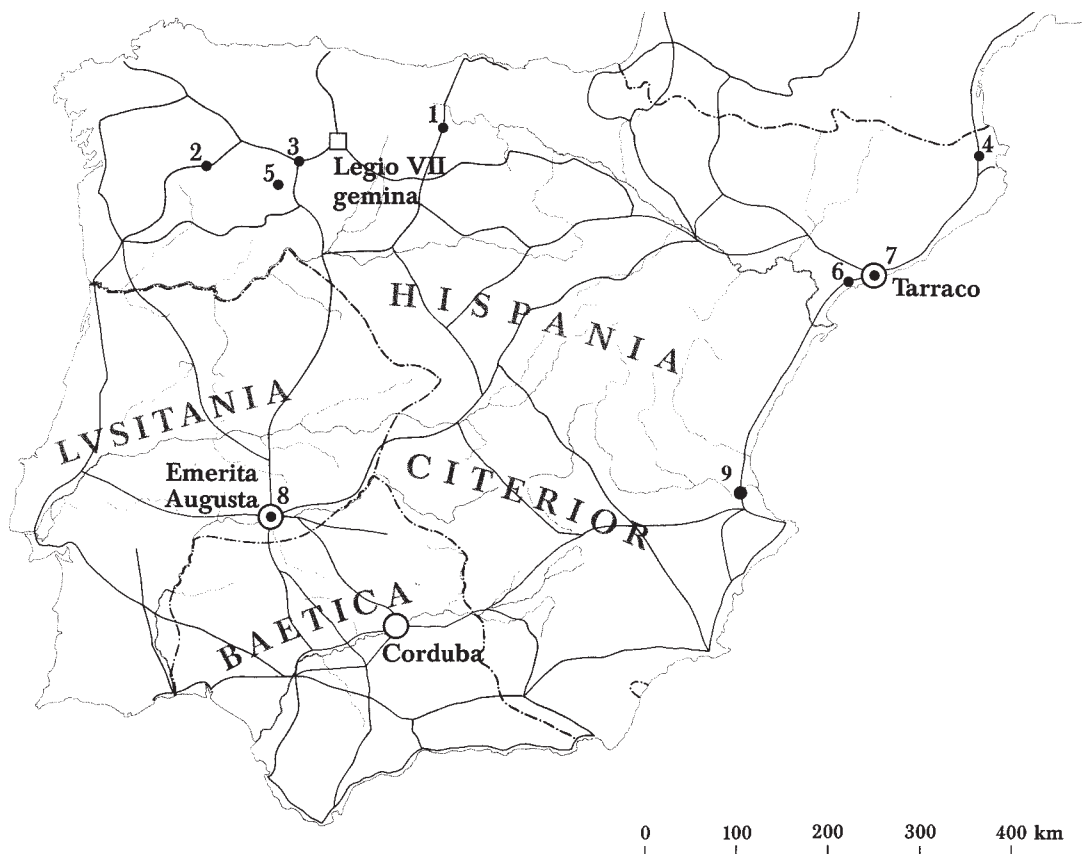 1
2
3
4
5
Legio VII
gemina
6
7
Tarraco
HISPANIA
LVSITANIA
CITERIOR
Emerita
Augusta
8
9
BAETICA
Corduba
0 100 200 300 400 km